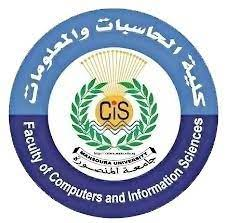 كلية الحاسبات والمعلومات
CiS
MANSOURA UNIVERSITY
جامعة المنصورة
Faculty of Computers and Information Sciences